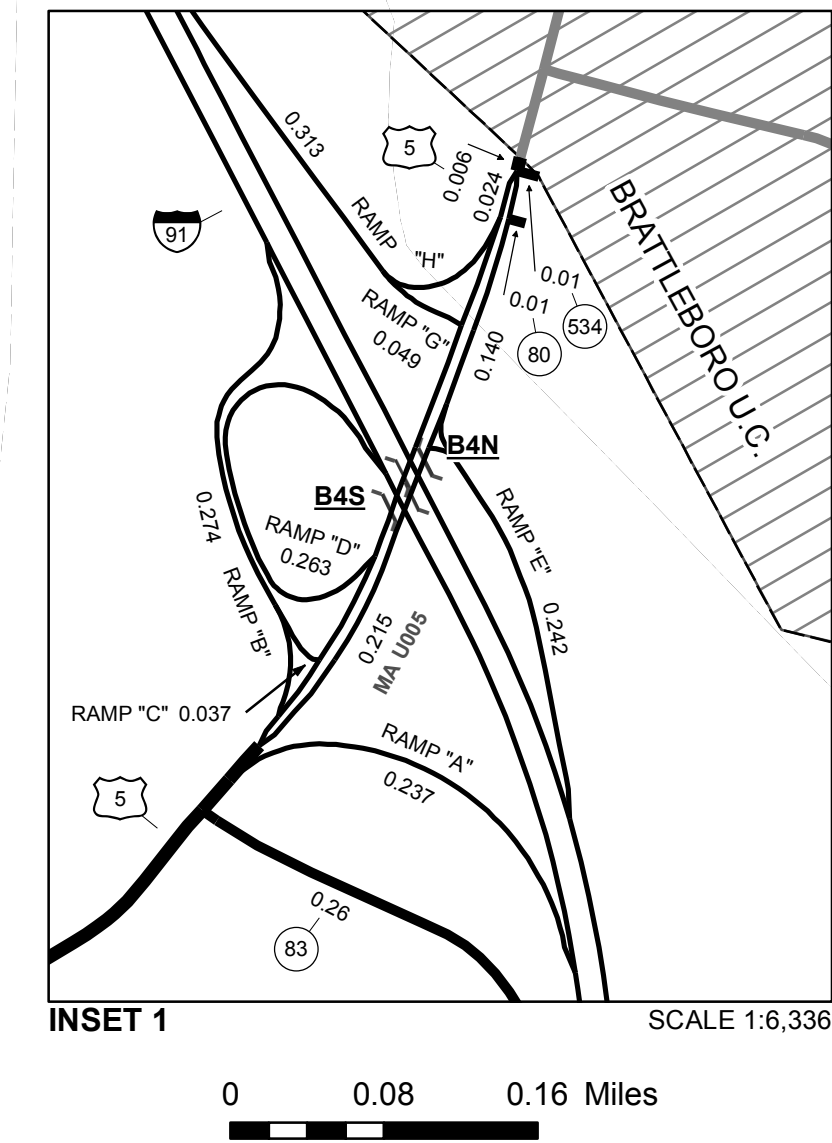 0.313
5
0.006
0.024
91
RAMP "H"
BRATTLEBORO U.C.
0.01
534
0.01
80
RAMP "G"
0.049
0.140
B4N
B4S
0.274
RAMP "D"
0.263
RAMP "E"
0.242
RAMP "B"
0.215
MA U005
RAMP "C" 0.037
RAMP "A"
0.237
5
0.26
83
INSET 1
SCALE 1:6,336
0 0.08 0.16 Miles